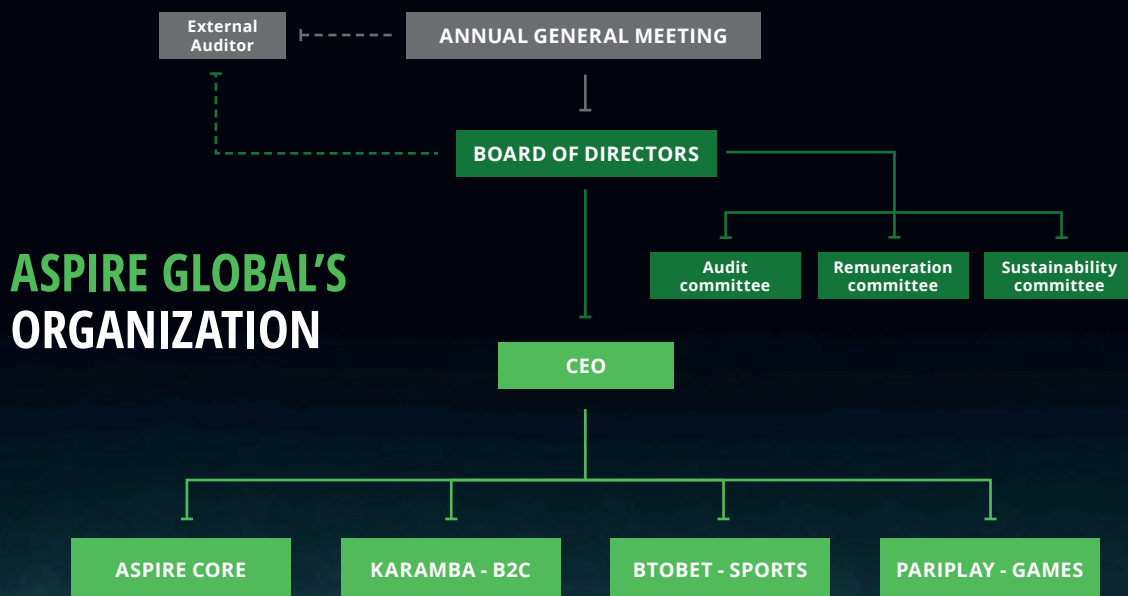 External
Auditor
ANNUAL GENERAL MEETING
BOARD OF DIRECTORS
ASPIRE GLOBAL’S
ORGANIZATION
Audit
committee
Remuneration
committee
Sustainability
committee
CEO
ASPIRE CORE
KARAMBA - B2C
BTOBET - SPORTS
PARIPLAY - GAMES